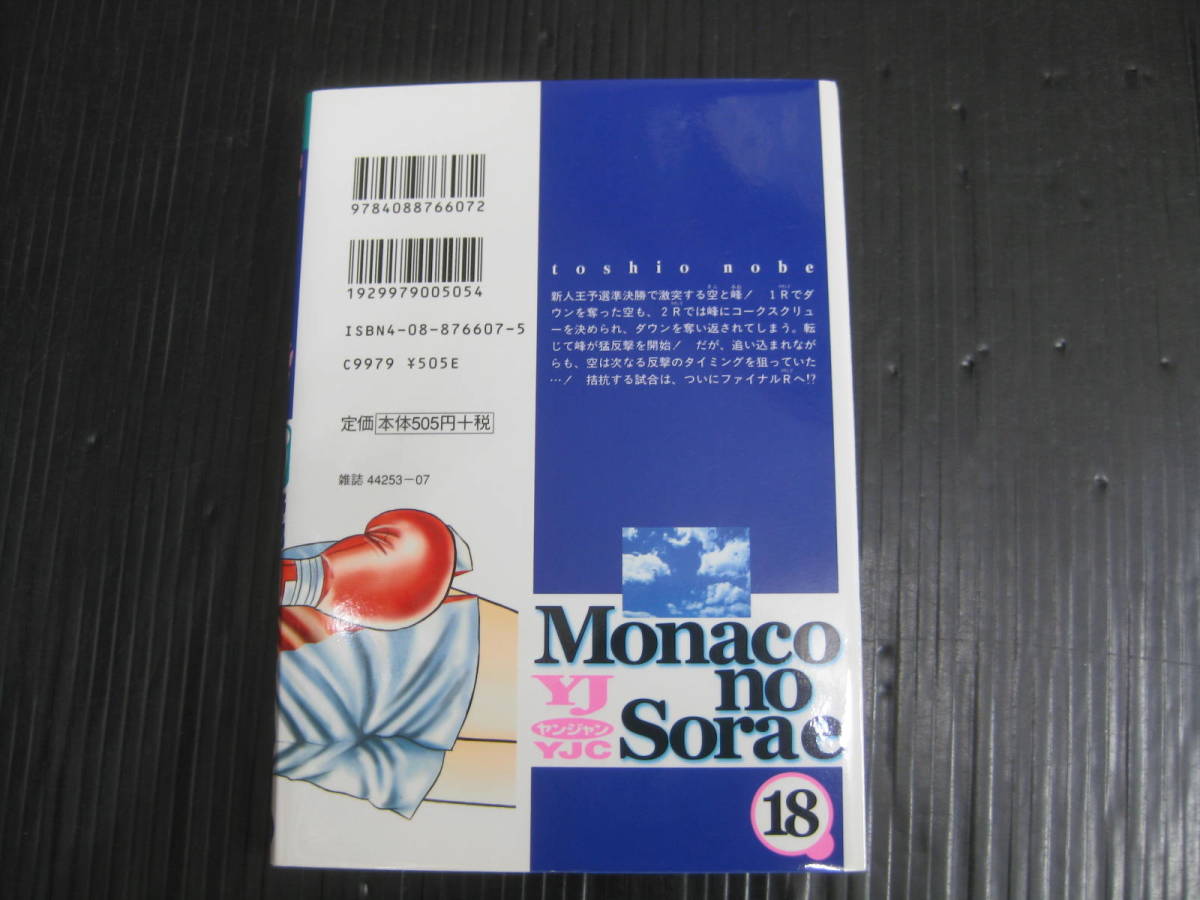 9784088766072
1929979005054
ISBN4-08-876607-5
C9979 ¥505E
定価 本体505円+税
雑誌 44253-07
toshio nobe
新人王予選準決勝で激突する空と峰! 1Rでダ
ウンを奪った空も、2Rでは峰にコークスクリュ
ーを決められ、ダウンを奪い返されてしまう。転
じて峰が猛反撃を開始! だが、追い込まれなが
らも、空は次なる反撃のタイミングを狙っていた
…! 拮抗する試合は、ついにファイナルRへ!?
Monaco
no
Sorae
YJ
ヤンジャン
YJC
18